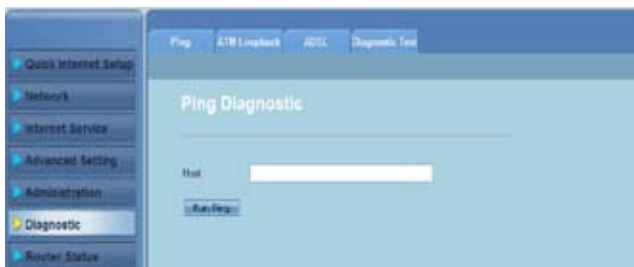 Ping ATM Loopback ADSL Diagnostic Test
Quick Internet Setup
Network
Internet Service
Advanced Setting
Administration
Diagnostic
Router Status
Ping Diagnostic
Host
Run Ping